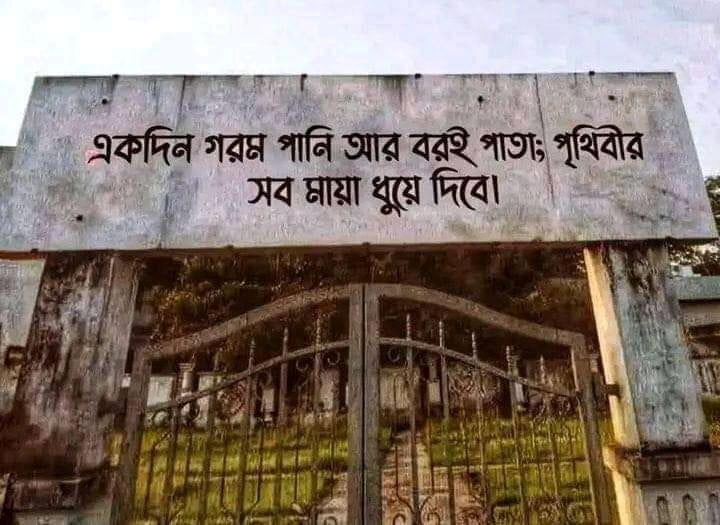 একদিন গরম পানি আর বরই পাতা; পৃথিবীর
সব মায়া ধুয়ে দিবে।